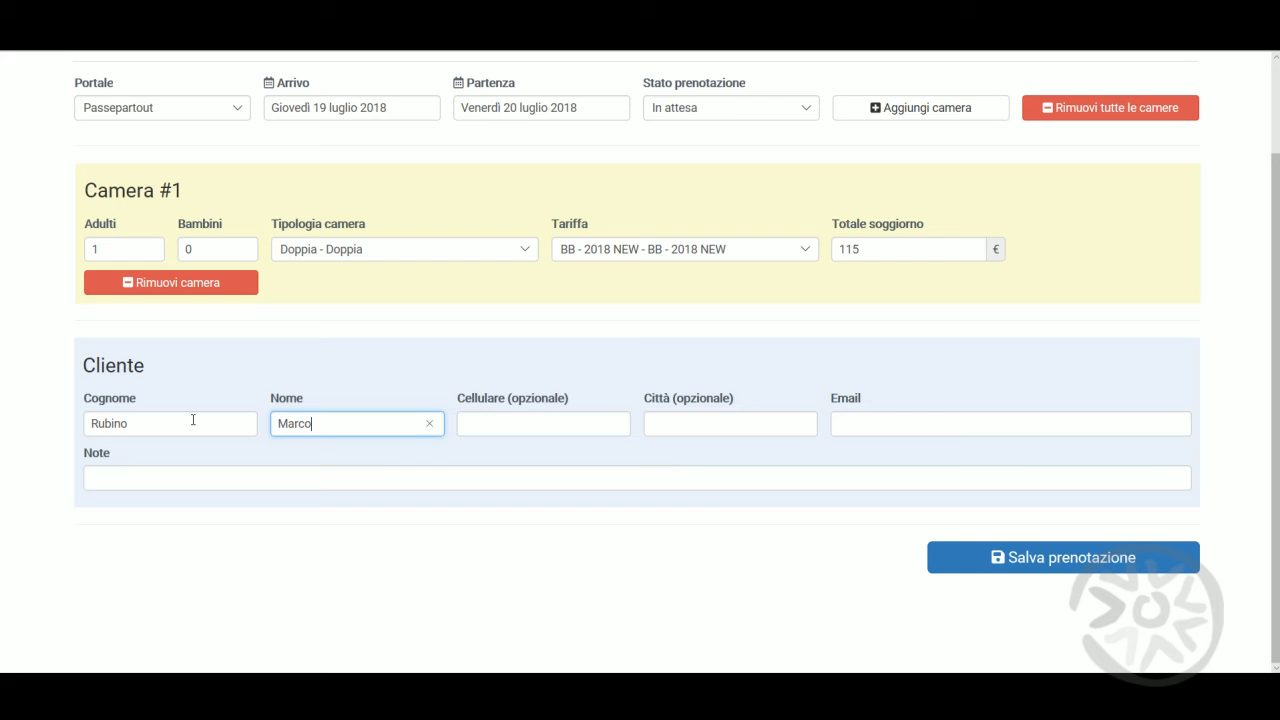 Portale Arrivo Partenza Stato prenotazione
Passepartout Giovedì 19 luglio 2018 Venerdì 20 luglio 2018 In attesa Aggiungi camera Rimuovi tutte le camere
Camera #1
Adulti Bambini Tipologia camera Tariffa Totale soggiorno
1 0 Doppia - Doppia BB - 2018 NEW - BB - 2018 NEW 115 €
Rimuovi camera
Cliente
Cognome Nome Cellulare (opzionale) Città (opzionale) Email
Rubino Marco
Note
Salva prenotazione